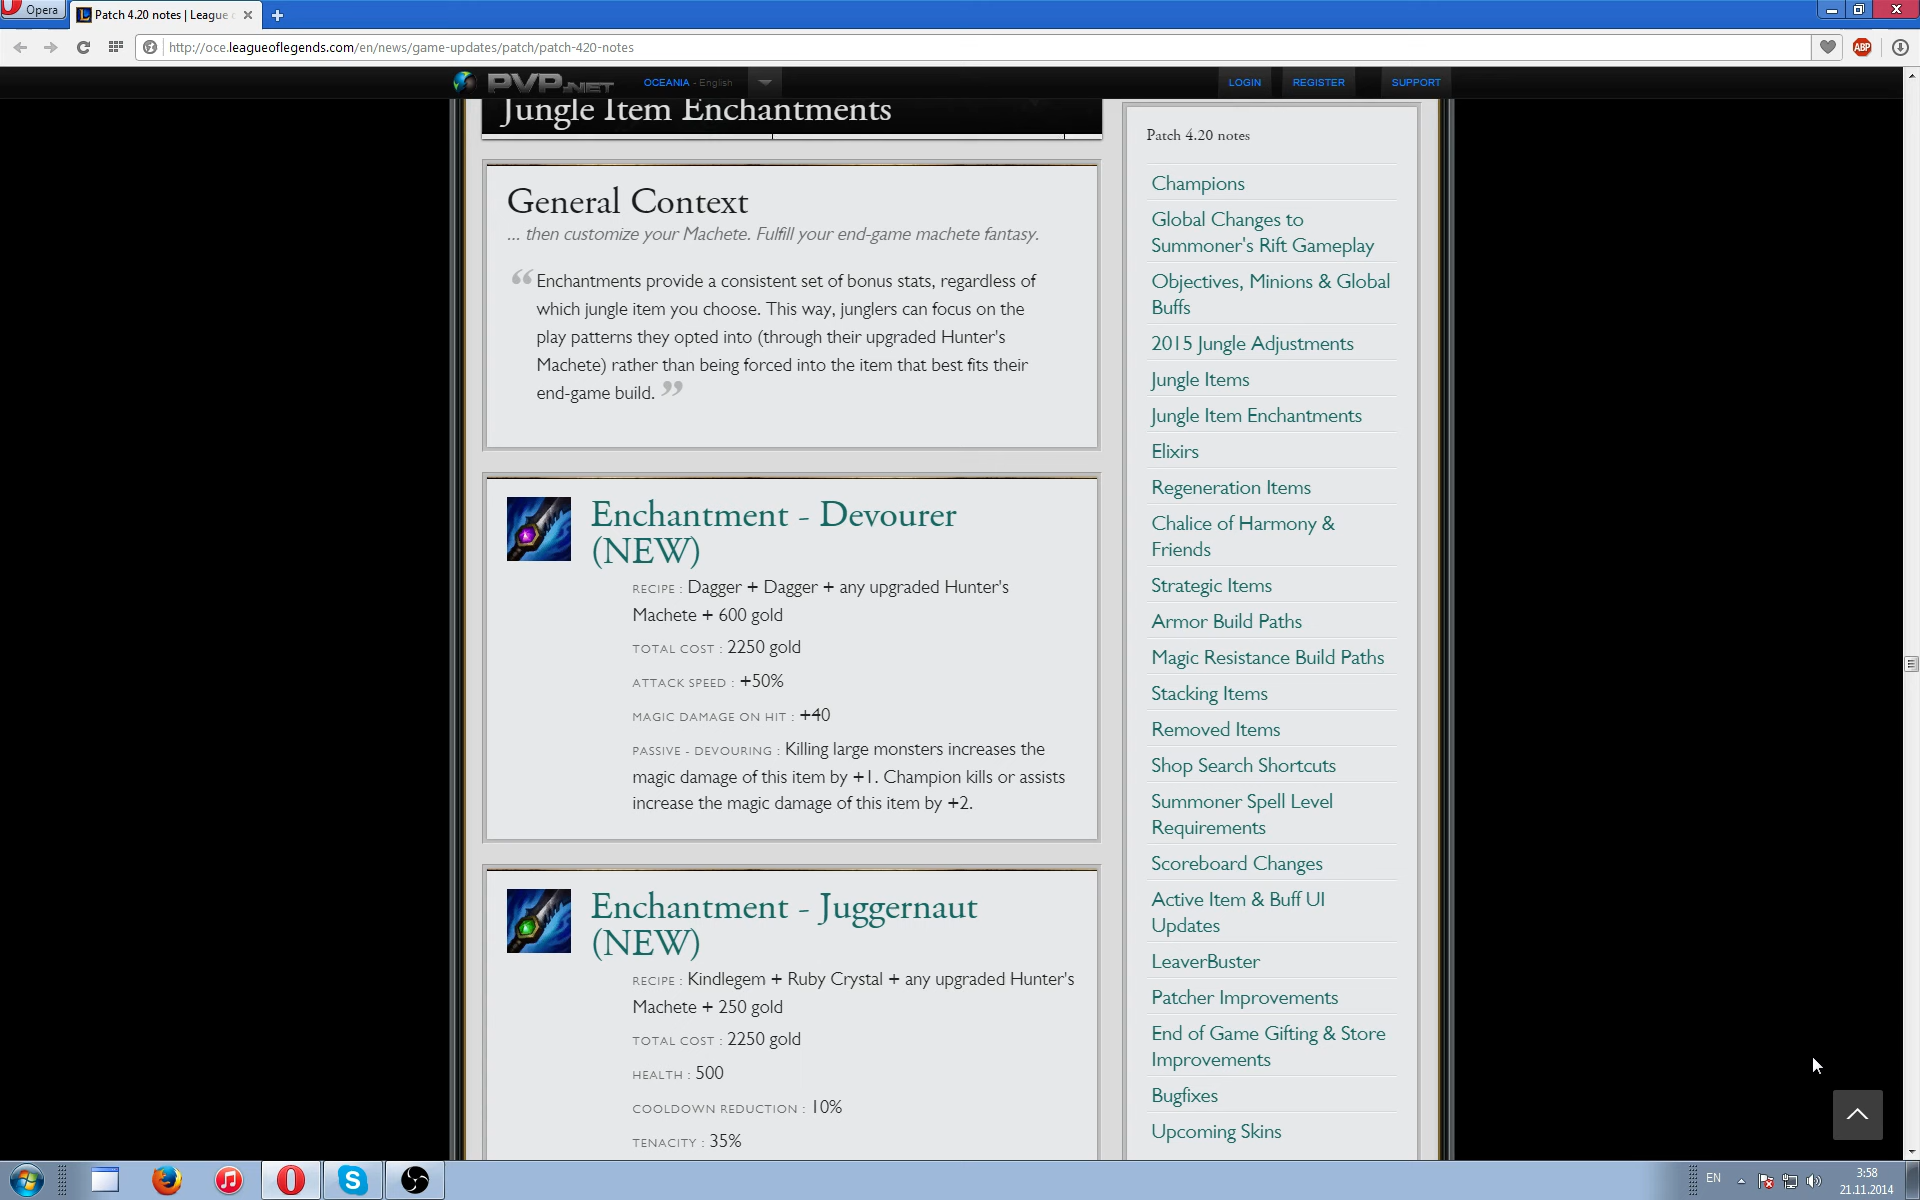 Opera
Patch 4.20 notes | League
http://oce.leagueoflegends.com/en/news/game-updates/patch/patch-420-notes
ABP
PVP.NET
OCEANIA - English
LOGIN
REGISTER
SUPPORT
Jungle Item Enchantments
General Context
... then customize your Machete. Fulfill your end-game machete fantasy.
“ Enchantments provide a consistent set of bonus stats, regardless of
which jungle item you choose. This way, junglers can focus on the
play patterns they opted into (through their upgraded Hunter's
Machete) rather than being forced into the item that best fits their
end-game build. ”
Enchantment - Devourer
(NEW)
RECIPE : Dagger + Dagger + any upgraded Hunter's
Machete + 600 gold
TOTAL COST : 2250 gold
ATTACK SPEED : +50%
MAGIC DAMAGE ON HIT : +40
PASSIVE - DEVOURING : Killing large monsters increases the
magic damage of this item by +1. Champion kills or assists
increase the magic damage of this item by +2.
Enchantment - Juggernaut
(NEW)
RECIPE : Kindlegem + Ruby Crystal + any upgraded Hunter's
Machete + 250 gold
TOTAL COST : 2250 gold
HEALTH : 500
COOLDOWN REDUCTION : 10%
TENACITY : 35%
Patch 4.20 notes
Champions
Global Changes to
Summoner's Rift Gameplay
Objectives, Minions & Global
Buffs
2015 Jungle Adjustments
Jungle Items
Jungle Item Enchantments
Elixirs
Regeneration Items
Chalice of Harmony &
Friends
Strategic Items
Armor Build Paths
Magic Resistance Build Paths
Stacking Items
Removed Items
Shop Search Shortcuts
Summoner Spell Level
Requirements
Scoreboard Changes
Active Item & Buff UI
Updates
LeaverBuster
Patcher Improvements
End of Game Gifting & Store
Improvements
Bugfixes
Upcoming Skins
EN
3:58
21.11.2014